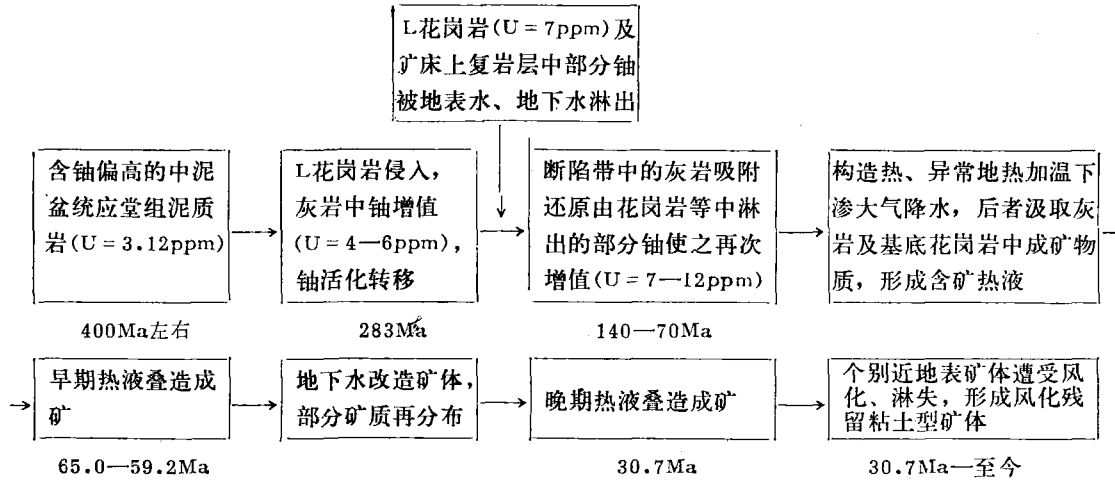 L花岗岩(U = 7ppm)及
矿床上复岩层中部分铀
被地表水、地下水淋出
含铀偏高的中泥
盆统应堂组泥质
岩(U = 3.12ppm)
400Ma左右
L花岗岩侵入,
灰岩中铀增值
(U = 4—6ppm),
铀活化转移
283Ma
断陷带中的灰岩吸附
还原由花岗岩等中淋
出的部分铀使之再次
增值(U = 7—12ppm)
140—70Ma
构造热、异常地热加温下
渗大气降水，后者汲取灰
岩及基底花岗岩中成矿物
质，形成含矿热液
早期热液叠造成
矿
65.0—59.2Ma
地下水改造矿体，
部分矿质再分布
晚期热液叠造成矿
30.7Ma
个别近地表矿体遭受风
化、淋失，形成风化残
留粘土型矿体
30.7Ma—至今